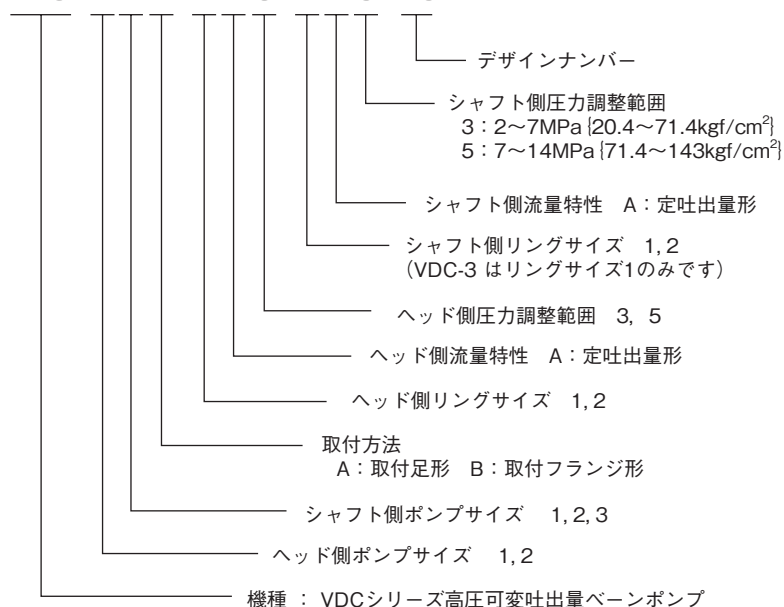 デザインナンバー
シャフト側圧力調整範囲
3：2～7MPa {20.4～71.4kgf/cm²}
5：7～14MPa {71.4～143kgf/cm²}
シャフト側流量特性　A：定吐出量形
シャフト側リングサイズ　1, 2
（VDC-3 はリングサイズ1のみです）
ヘッド側圧力調整範囲　3, 5
ヘッド側流量特性　A：定吐出量形
ヘッド側リングサイズ　1, 2
取付方法
A：取付足形　B：取付フランジ形
シャフト側ポンプサイズ　1, 2, 3
ヘッド側ポンプサイズ　1, 2
機種 ： VDCシリーズ高圧可変吐出量ベーンポンプ